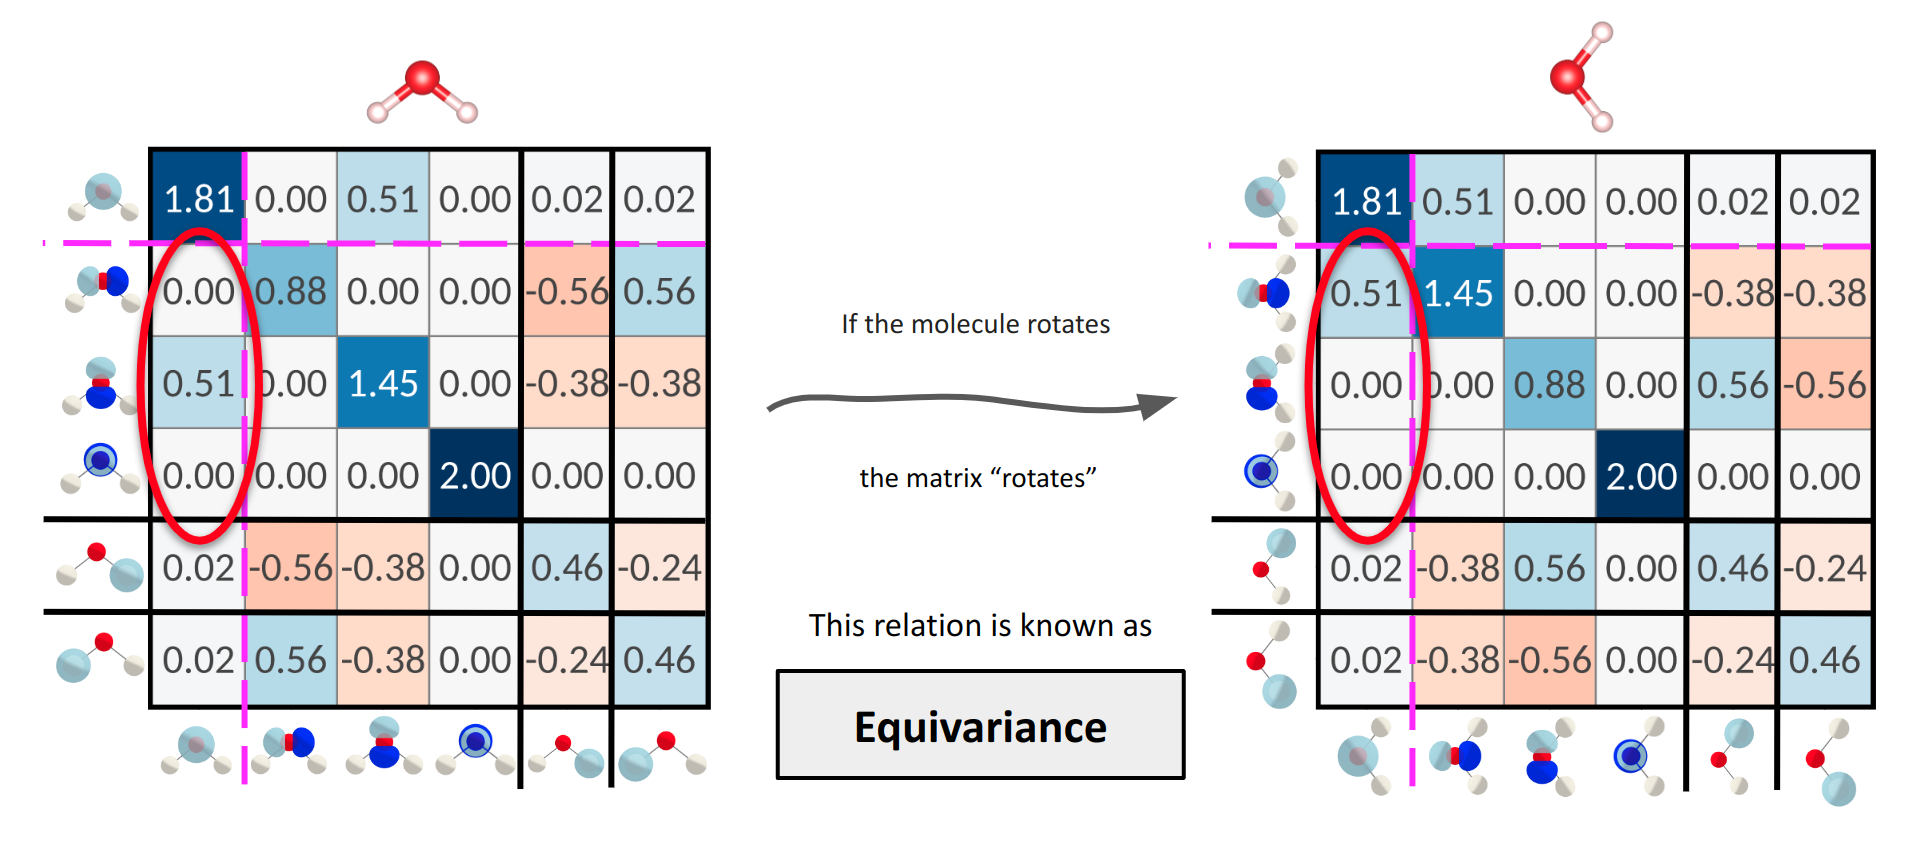 1.81 0.00 0.51 0.00 0.02 0.02
0.00 0.88 0.00 0.00 -0.56 0.56
0.51 0.00 1.45 0.00 -0.38 -0.38
0.00 0.00 0.00 2.00 0.00 0.00
0.02 -0.56 -0.38 0.00 0.46 -0.24
0.02 0.56 -0.38 0.00 -0.24 0.46
If the molecule rotates
the matrix “rotates”
This relation is known as
Equivariance
1.81 0.51 0.00 0.00 0.02 0.02
0.51 1.45 0.00 0.00 -0.38 -0.38
0.00 0.00 0.88 0.00 0.56 -0.56
0.00 0.00 0.00 2.00 0.00 0.00
0.02 -0.38 0.56 0.00 0.46 -0.24
0.02 -0.38 -0.56 0.00 -0.24 0.46